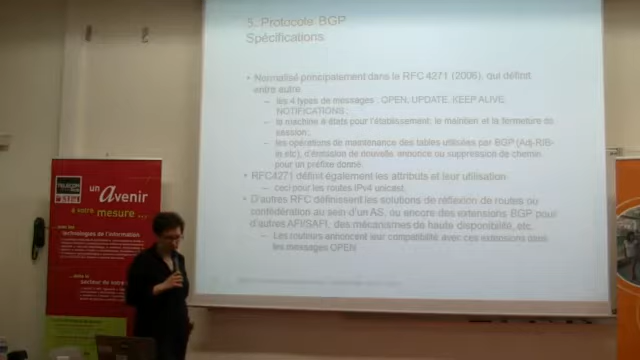 5. Protocole BGP
Spécifications
• Normalisé principalement dans le RFC 4271 (2006), qui définit
entre autre
– les 4 types de messages : OPEN, UPDATE, KEEP ALIVE,
NOTIFICATIONS ;
– la machine à états pour l'établissement, le maintien et la fermeture de
session ;
– les opérations de maintenance des tables utilisées par BGP (Adj-RIB-
in etc), d'émission de nouvelle annonce ou suppression de chemin
pour un préfixe donné.
• RFC4271 définit également les attributs et leur utilisation
– ceci pour les routes IPv4 unicast.
• D'autres RFC définissent les solutions de réflexion de routes ou
confédération au sein d'un AS, ou encore des extensions BGP pour
d'autres AFI/SAFI, des mécanismes de haute disponibilité, etc.
– Les routeurs annoncent leur compatibilité avec ces extensions dans
les messages OPEN
TELECOM
un avenir
à votre mesure ...
technologies de l'information
secteur de votre